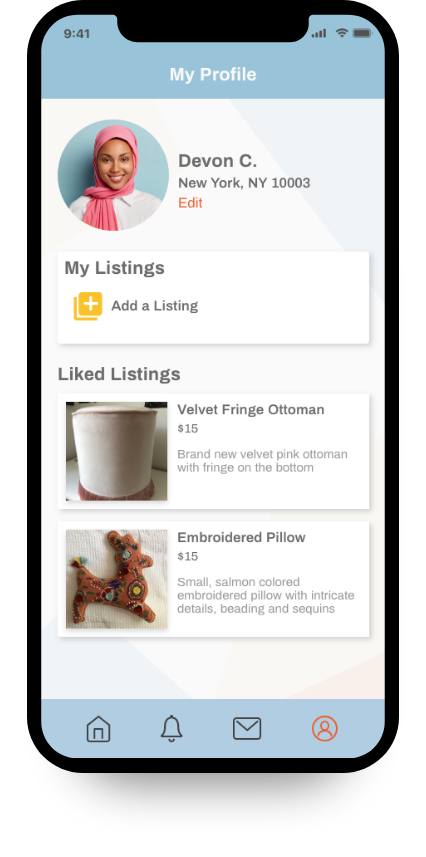 9:41
My Profile
Devon C.
New York, NY 10003
Edit
My Listings
Add a Listing
Liked Listings
Velvet Fringe Ottoman
$15
Brand new velvet pink ottoman
with fringe on the bottom
Embroidered Pillow
$15
Small, salmon colored
embroidered pillow with intricate
details, beading and sequins